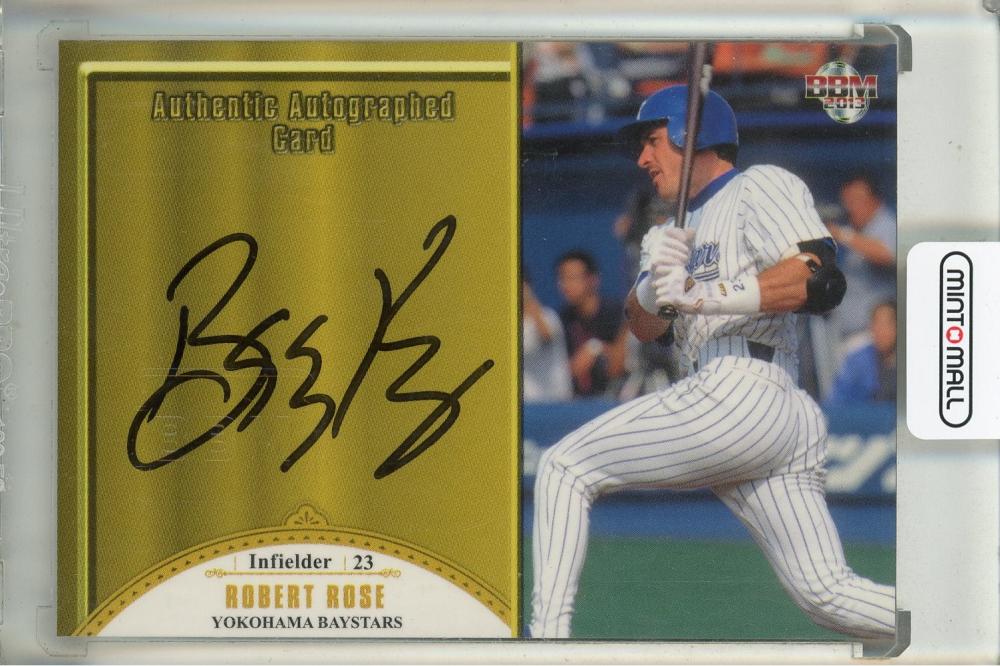 Authentic Autographed
Card
BBM
2013
MINTOMALL
Infielder 23
ROBERT ROSE
YOKOHAMA BAYSTARS